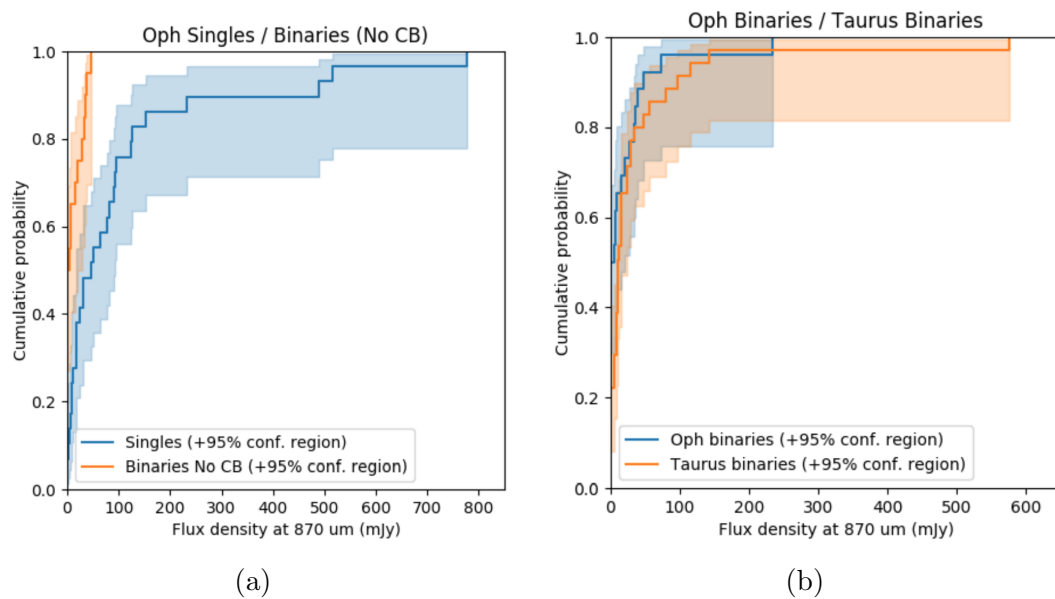 Oph Singles / Binaries (No CB)
1.0
0.8
0.6
0.4
0.2
0.0
Cumulative probability
Singles (+95% conf. region)
Binaries No CB (+95% conf. region)
0 100 200 300 400 500 600 700 800
Flux density at 870 um (mJy)
(a)
Oph Binaries / Taurus Binaries
1.0
0.8
0.6
0.4
0.2
0.0
Cumulative probability
Oph binaries (+95% conf. region)
Taurus binaries (+95% conf. region)
0 100 200 300 400 500 600
Flux density at 870 um (mJy)
(b)